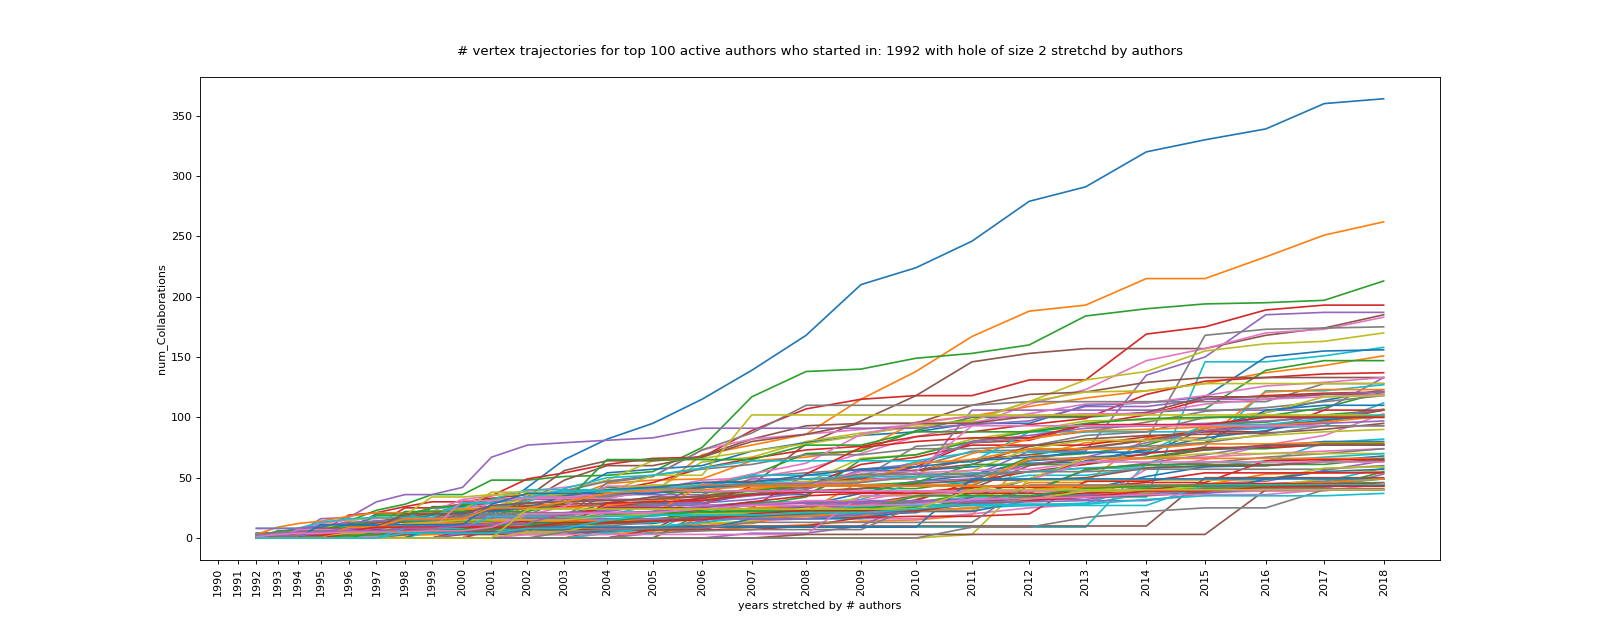 # vertex trajectories for top 100 active authors who started in: 1992 with hole of size 2 stretchd by authors
350
300
250
200
150
100
50
0
num_Collaborations
1990 1991 1992 1993 1994 1995 1996 1997 1998 1999 2000 2001 2002 2003 2004 2005 2006 2007 2008 2009 2010 2011 2012 2013 2014 2015 2016 2017 2018
years stretched by # authors